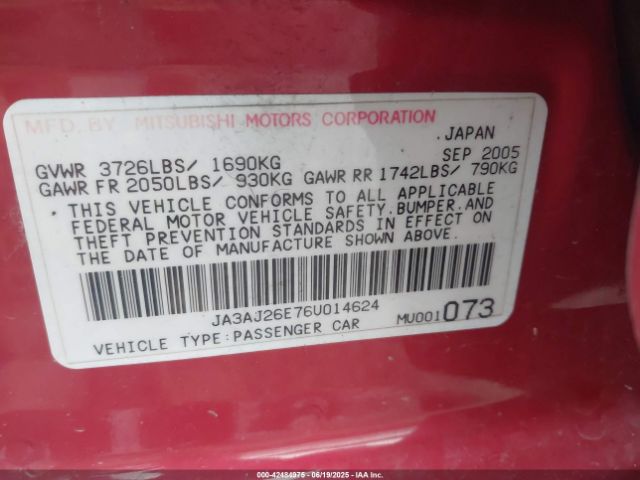 MFD. BY MITSUBISHI MOTORS CORPORATION
JAPAN
GVWR 3726LBS/ 1690KG SEP 2005
GAWR FR 2050LBS/ 930KG GAWR RR 1742LBS/ 790KG
• THIS VEHICLE CONFORMS TO ALL APPLICABLE
FEDERAL MOTOR VEHICLE SAFETY,BUMPER,AND
THEFT PREVENTION STANDARDS IN EFFECT ON
THE DATE OF MANUFACTURE SHOWN ABOVE.
JA3AJ26E76U014624
VEHICLE TYPE:PASSENGER CAR MU001 073
000-42484975 - 06/19/2025 - IAA Inc.